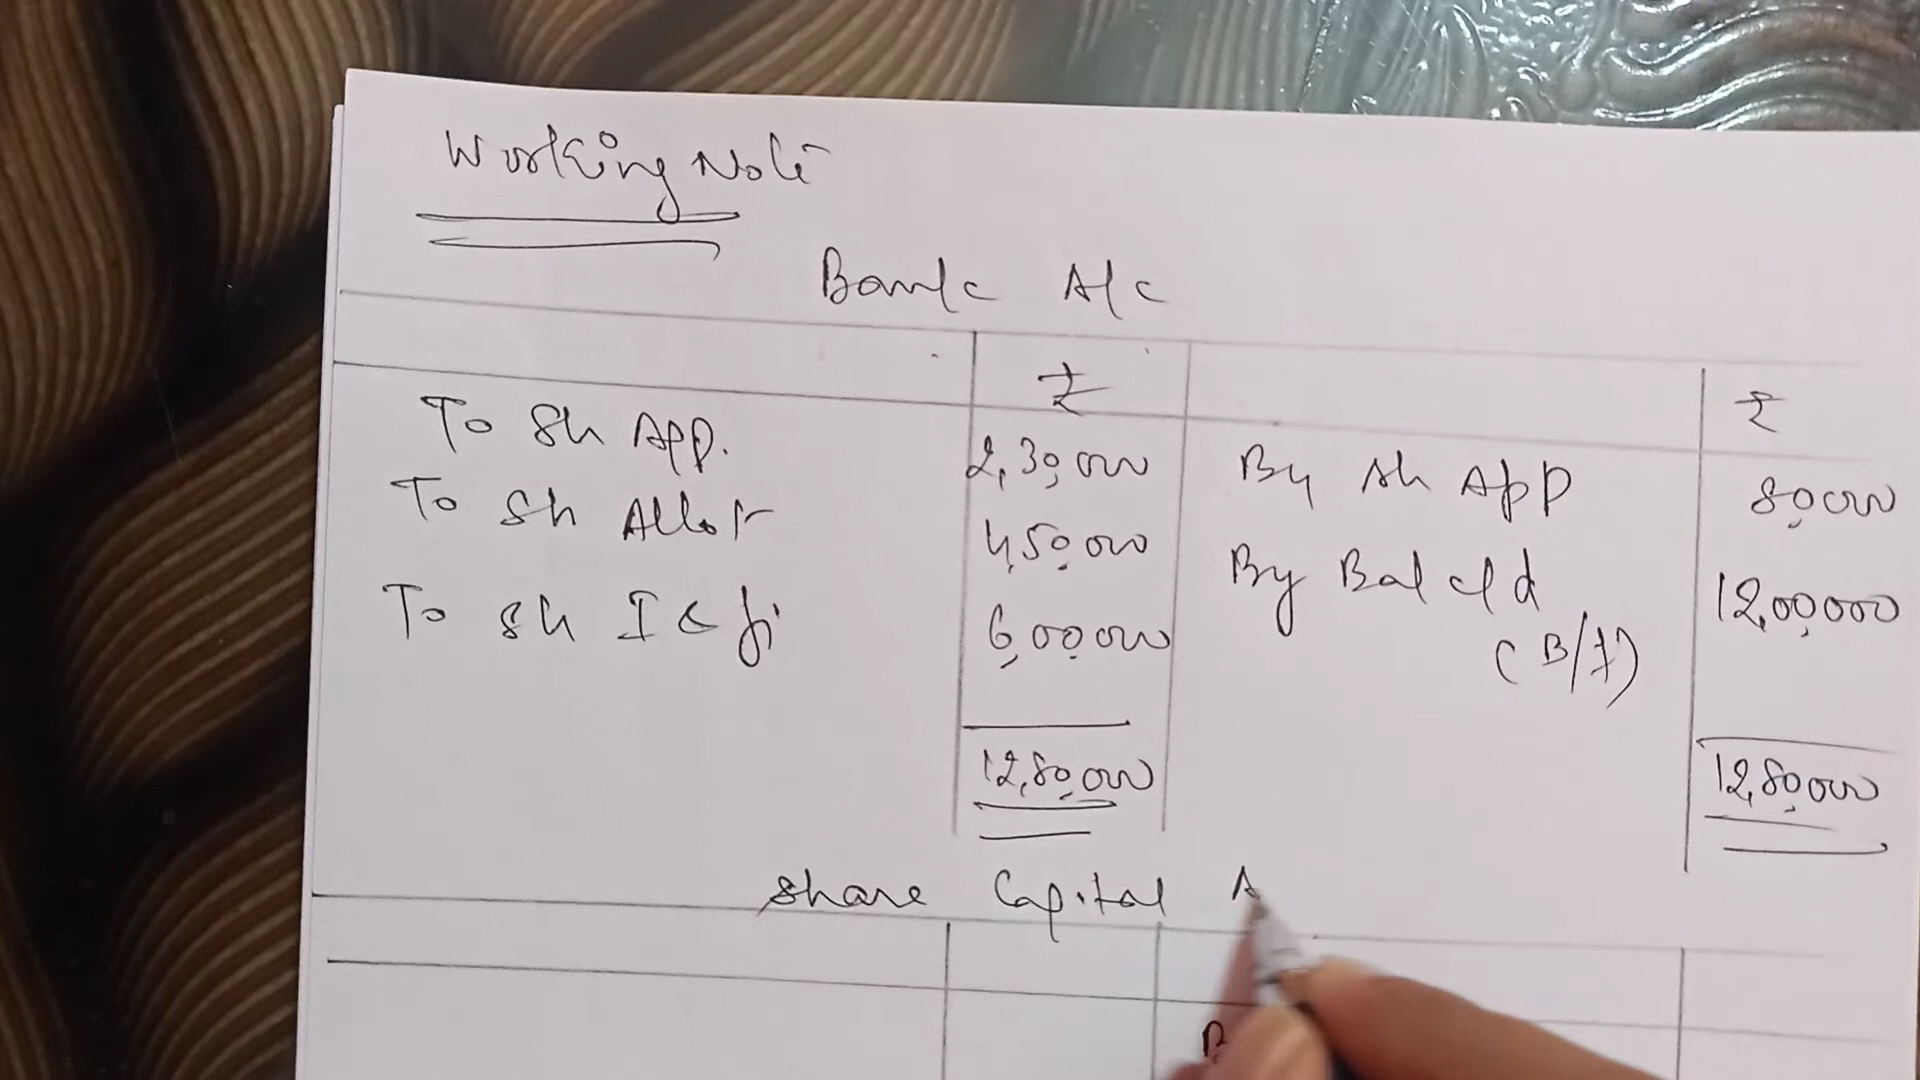 Working Note
Bank A/c
₹ ₹
To Sh App. 2,30,000 By Sh App 80,000
To Sh Allot 4,50,000 By Bal c/d 12,00,000
To Sh I & fi 6,00,000 (B/f)
12,80,000 12,80,000
Share Capital A
B